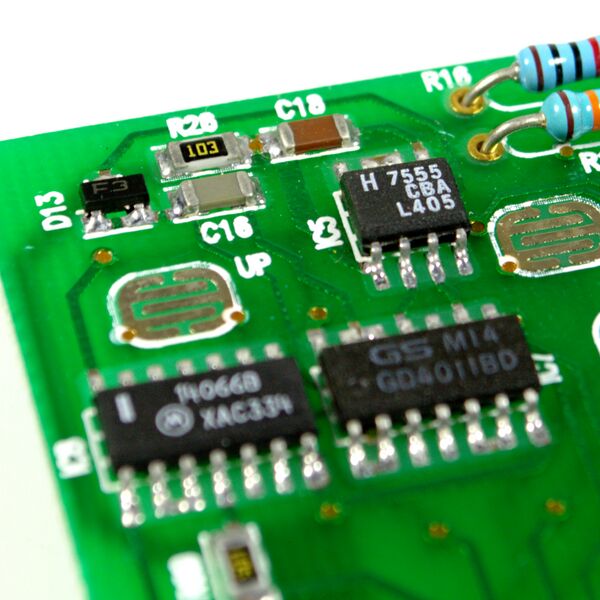 R16
C18
R26
103
F3
D13
C16
H 7555
CBA
L405
UP
GS M14
GD4011BD
14066B
XAC334